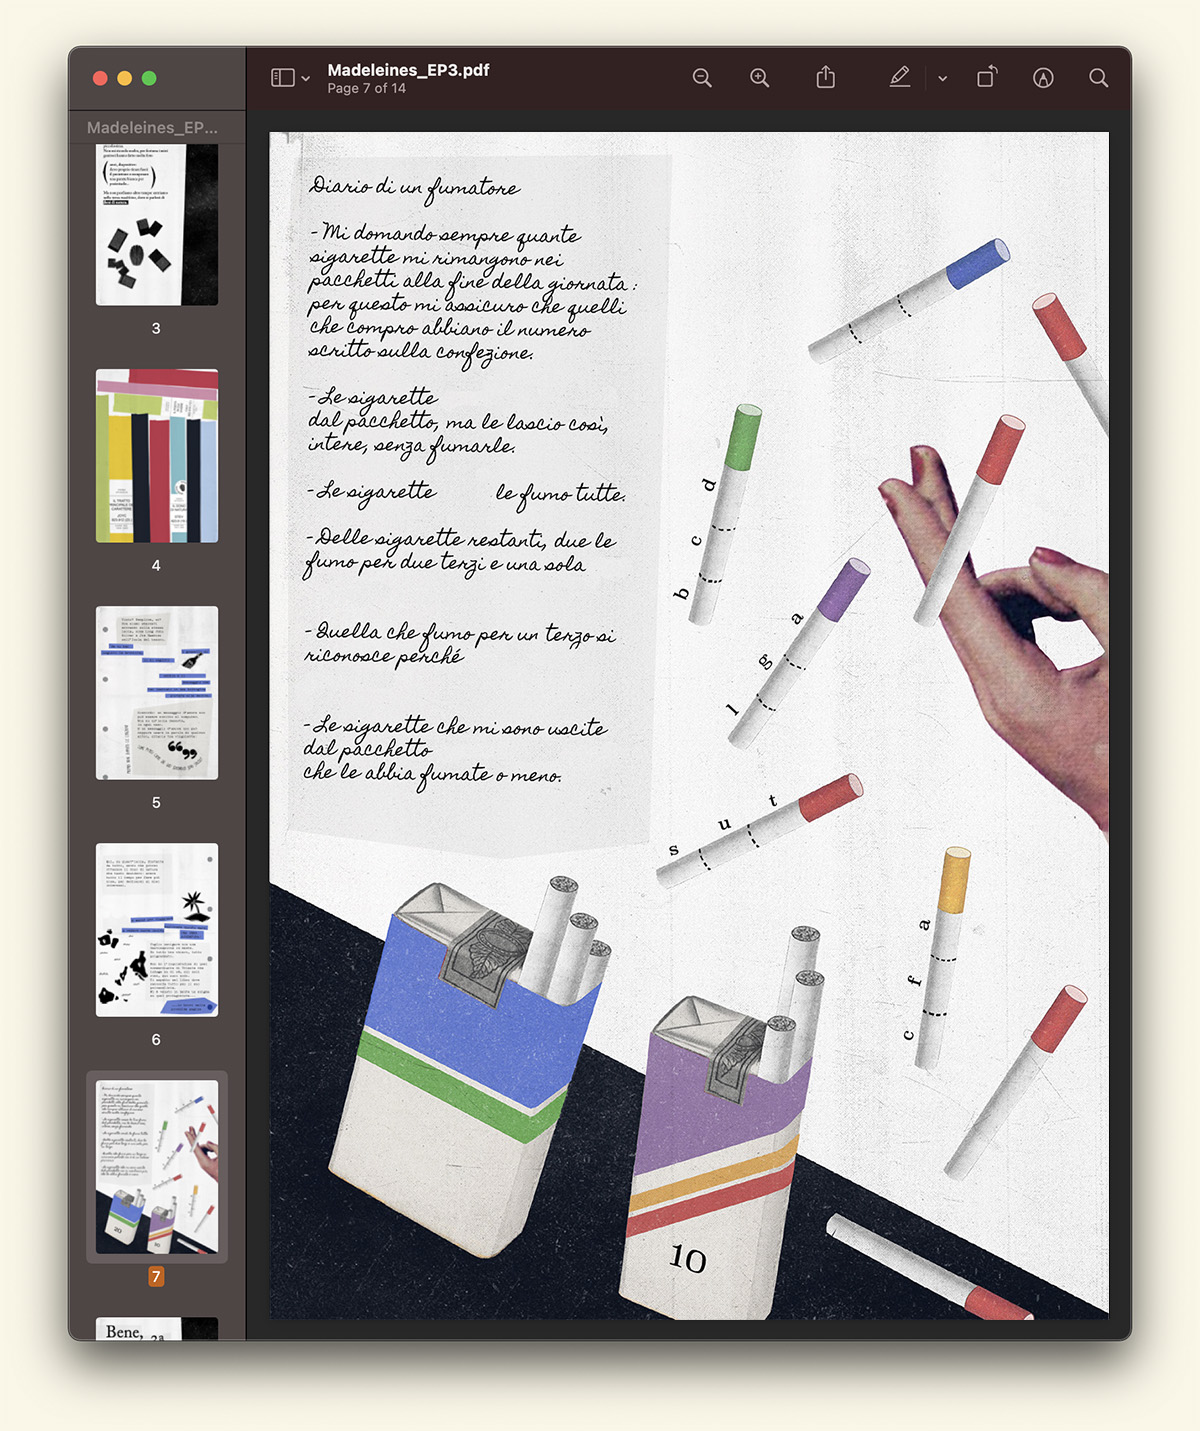 Madeleines_EP3.pdf
Page 7 of 14
Madeleines_EP...
3
4
5
6
7
Bene,
Diario di un fumatore
- Mi domando sempre quante
sigarette mi rimangono nei
pacchetti alla fine della giornata :
per questo mi assicuro che quelli
che compro abbiano il numero
scritto sulla confezione.
- Le sigarette
dal pacchetto, ma le lascio così,
intere, senza fumarle.
- Le sigarette le fumo tutte.
- Delle sigarette restanti, due le
fumo per due terzi e una sola
- Quella che fumo per un terzo si
riconosce perché
- Le sigarette che mi sono uscite
dal pacchetto
che le abbia fumate o meno.
b c d
l g a
s u t
c f a
10